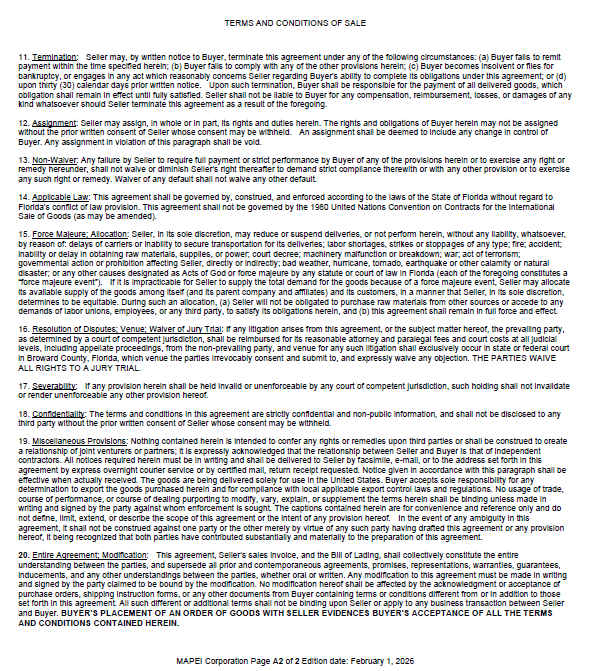 TERMS AND CONDITIONS OF SALE
11. Termination: Seller may, by written notice to Buyer, terminate this agreement under any of the following circumstances: (a) Buyer fails to remit
payment within the time specified herein; (b) Buyer fails to comply with any of the other provisions herein; (c) Buyer becomes insolvent or files for
bankruptcy, or engages in any act which reasonably concerns Seller regarding Buyer's ability to complete its obligations under this agreement; or (d)
upon thirty (30) calendar days prior written notice. Upon such termination, Buyer shall be responsible for the payment of all delivered goods, which
obligation shall remain in effect until fully satisfied. Seller shall not be liable to Buyer for any compensation, reimbursement, losses, or damages of any
kind whatsoever should Seller terminate this agreement as a result of the foregoing.
12. Assignment: Seller may assign, in whole or in part, its rights and duties herein. The rights and obligations of Buyer herein may not be assigned
without the prior written consent of Seller whose consent may be withheld. An assignment shall be deemed to include any change in control of
Buyer. Any assignment in violation of this paragraph shall be void.
13. Non-Waiver: Any failure by Seller to require full payment or strict performance by Buyer of any of the provisions herein or to exercise any right or
remedy hereunder, shall not waive or diminish Seller's right thereafter to demand strict compliance therewith or with any other provision or to exercise
any such right or remedy. Waiver of any default shall not waive any other default.
14. Applicable Law: This agreement shall be governed by, construed, and enforced according to the laws of the State of Florida without regard to
Florida's conflict of law provision. This agreement shall not be governed by the 1980 United Nations Convention on Contracts for the International
Sale of Goods (as may be amended).
15. Force Majeure; Allocation: Seller, in its sole discretion, may reduce or suspend deliveries, or not perform herein, without any liability, whatsoever,
by reason of: delays of carriers or inability to secure transportation for its deliveries; labor shortages, strikes or stoppages of any type; fire; accident;
inability or delay in obtaining raw materials, supplies, or power; court decree; machinery malfunction or breakdown; war; act of terrorism;
governmental action or prohibition affecting Seller, directly or indirectly; bad weather, hurricane, tornado, earthquake or other calamity or natural
disaster; or any other causes designated as Acts of God or force majeure by any statute or court of law in Florida (each of the foregoing constitutes a
"force majeure event"). If it is impracticable for Seller to supply the total demand for the goods because of a force majeure event, Seller may allocate
its available supply of the goods among itself (and its parent company and affiliates) and its customers, in a manner that Seller, in its sole discretion,
determines to be equitable. During such an allocation, (a) Seller will not be obligated to purchase raw materials from other sources or accede to any
demands of labor unions, employees, or any third party, to satisfy its obligations herein, and (b) this agreement shall remain in full force and effect.
16. Resolution of Disputes; Venue; Waiver of Jury Trial: If any litigation arises from this agreement, or the subject matter hereof, the prevailing party,
as determined by a court of competent jurisdiction, shall be reimbursed for its reasonable attorney and paralegal fees and court costs at all judicial
levels, including appellate proceedings, from the non-prevailing party, and venue for any such litigation shall exclusively occur in state or federal court
in Broward County, Florida, which venue the parties irrevocably consent and submit to, and expressly waive any objection. THE PARTIES WAIVE
ALL RIGHTS TO A JURY TRIAL.
17. Severability: If any provision herein shall be held invalid or unenforceable by any court of competent jurisdiction, such holding shall not invalidate
or render unenforceable any other provision hereof.
18. Confidentiality: The terms and conditions in this agreement are strictly confidential and non-public information, and shall not be disclosed to any
third party without the prior written consent of Seller whose consent may be withheld.
19. Miscellaneous Provisions: Nothing contained herein is intended to confer any rights or remedies upon third parties or shall be construed to create
a relationship of joint venturers or partners; it is expressly acknowledged that the relationship between Seller and Buyer is that of independent
contractors. All notices required herein must be in writing and shall be delivered to Seller by facsimile, e-mail, or to the address set forth in this
agreement by express overnight courier service or by certified mail, return receipt requested. Notice given in accordance with this paragraph shall be
effective when actually received. The goods are being delivered solely for use in the United States. Buyer accepts sole responsibility for any
determination to export the goods purchased herein and for compliance with local applicable export control laws and regulations. No usage of trade,
course of performance, or course of dealing purporting to modify, vary, explain, or supplement the terms herein shall be binding unless made in
writing and signed by the party against whom enforcement is sought. The captions contained herein are for convenience and reference only and do
not define, limit, extend, or describe the scope of this agreement or the intent of any provision hereof. In the event of any ambiguity in this
agreement, it shall not be construed against one party or the other merely by virtue of any such party having drafted this agreement or any provision
hereof, it being recognized that both parties have contributed substantially and materially to the preparation of this agreement.
20. Entire Agreement; Modification: This agreement, Seller's sales invoice, and the Bill of Lading, shall collectively constitute the entire
understanding between the parties, and supersede all prior and contemporaneous agreements, promises, representations, warranties, guarantees,
inducements, and any other understandings between the parties, whether oral or written. Any modification to this agreement must be made in writing
and signed by the party claimed to be bound by the modification. No modification hereof shall be affected by the acknowledgment or acceptance of
purchase orders, shipping instruction forms, or any other documents from Buyer containing terms or conditions different from or in addition to those
set forth in this agreement. All such different or additional terms shall not be binding upon Seller or apply to any business transaction between Seller
and Buyer. BUYER'S PLACEMENT OF AN ORDER OF GOODS WITH SELLER EVIDENCES BUYER'S ACCEPTANCE OF ALL THE TERMS
AND CONDITIONS CONTAINED HEREIN.
MAPEI Corporation Page A2 of 2 Edition date: February 1, 2026